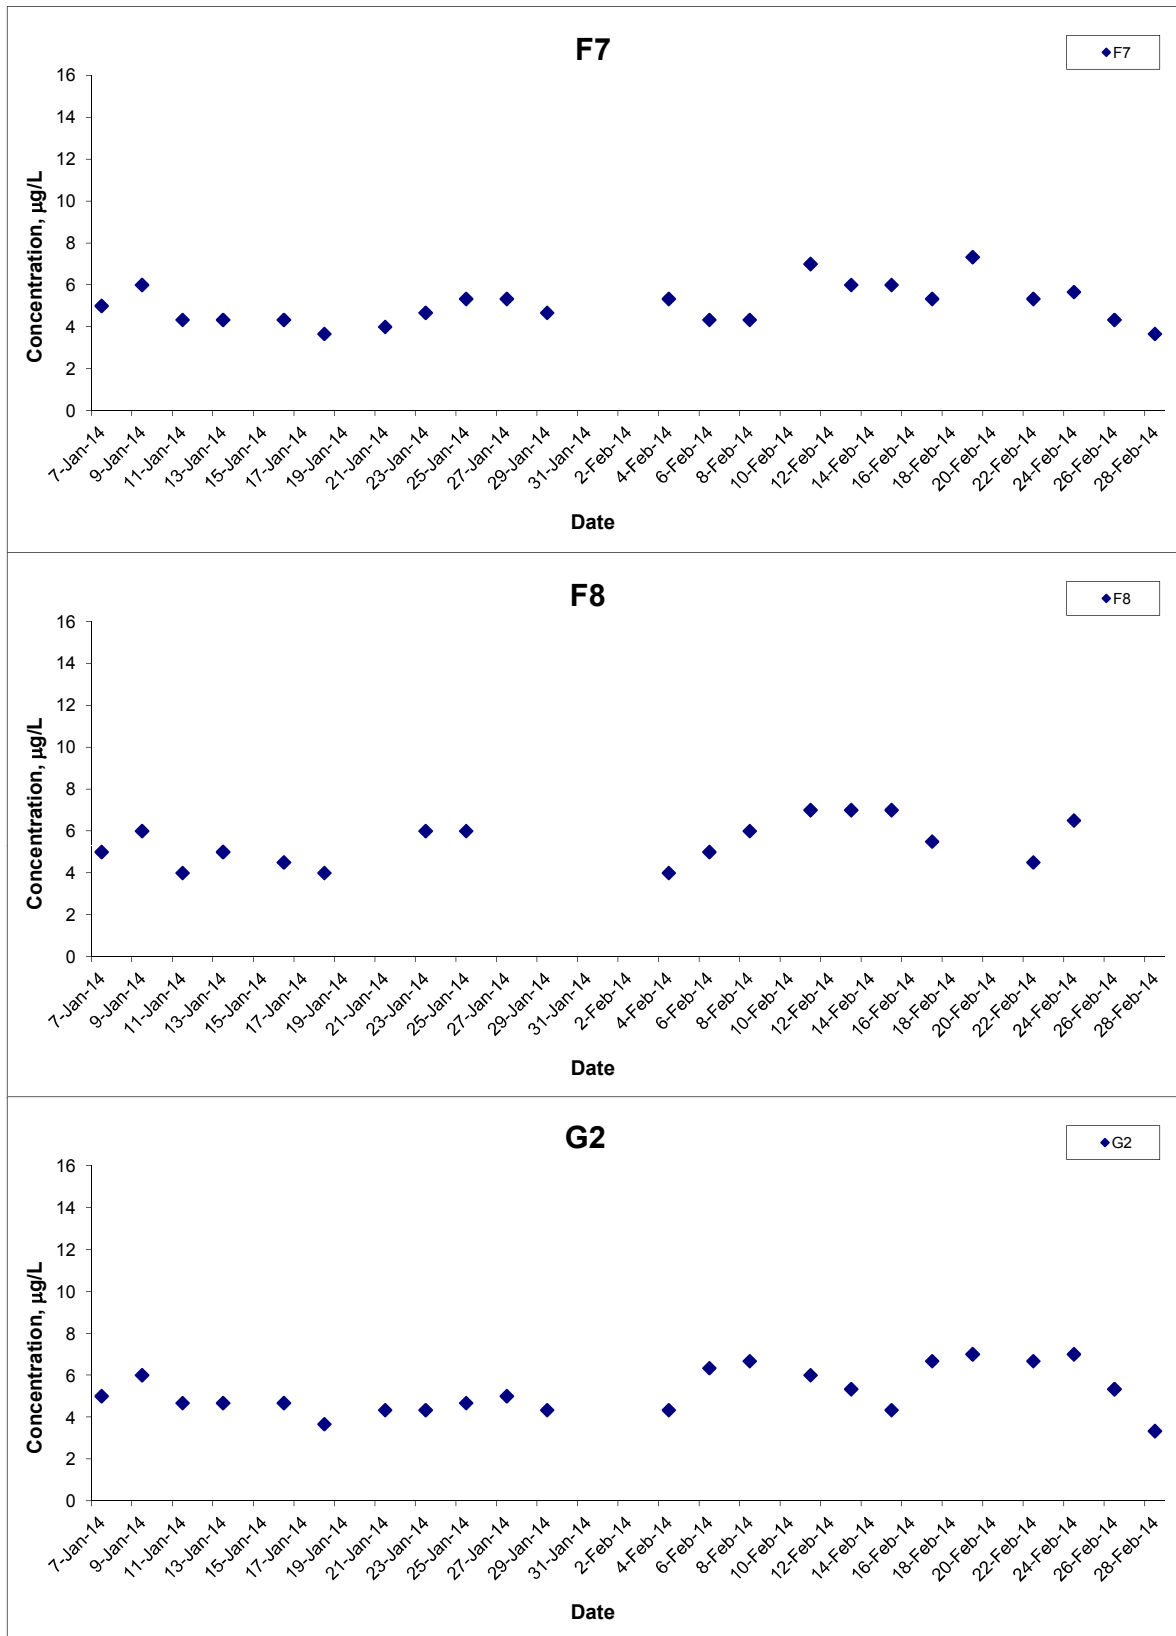 F7
F7
16
14
12
10
8
6
4
2
0
Concentration, µg/L
7-Jan-14
9-Jan-14
11-Jan-14
13-Jan-14
15-Jan-14
17-Jan-14
19-Jan-14
21-Jan-14
23-Jan-14
25-Jan-14
27-Jan-14
29-Jan-14
31-Jan-14
2-Feb-14
4-Feb-14
6-Feb-14
8-Feb-14
10-Feb-14
12-Feb-14
14-Feb-14
16-Feb-14
18-Feb-14
20-Feb-14
22-Feb-14
24-Feb-14
26-Feb-14
28-Feb-14
Date
F8
F8
16
14
12
10
8
6
4
2
0
Concentration, µg/L
7-Jan-14
9-Jan-14
11-Jan-14
13-Jan-14
15-Jan-14
17-Jan-14
19-Jan-14
21-Jan-14
23-Jan-14
25-Jan-14
27-Jan-14
29-Jan-14
31-Jan-14
2-Feb-14
4-Feb-14
6-Feb-14
8-Feb-14
10-Feb-14
12-Feb-14
14-Feb-14
16-Feb-14
18-Feb-14
20-Feb-14
22-Feb-14
24-Feb-14
26-Feb-14
28-Feb-14
Date
G2
G2
16
14
12
10
8
6
4
2
0
Concentration, µg/L
7-Jan-14
9-Jan-14
11-Jan-14
13-Jan-14
15-Jan-14
17-Jan-14
19-Jan-14
21-Jan-14
23-Jan-14
25-Jan-14
27-Jan-14
29-Jan-14
31-Jan-14
2-Feb-14
4-Feb-14
6-Feb-14
8-Feb-14
10-Feb-14
12-Feb-14
14-Feb-14
16-Feb-14
18-Feb-14
20-Feb-14
22-Feb-14
24-Feb-14
26-Feb-14
28-Feb-14
Date